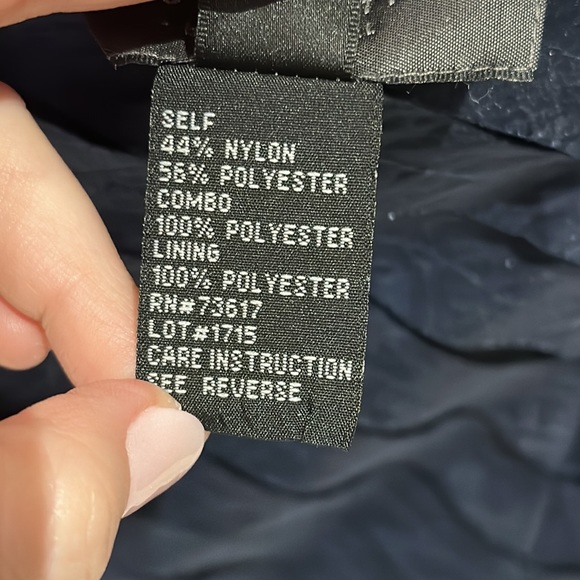 SELF
44% NYLON
56% POLYESTER
COMBO
100% POLYESTER
LINING
100% POLYESTER
RN#73617
LOT#1715
CARE INSTRUCTION
SEE REVERSE